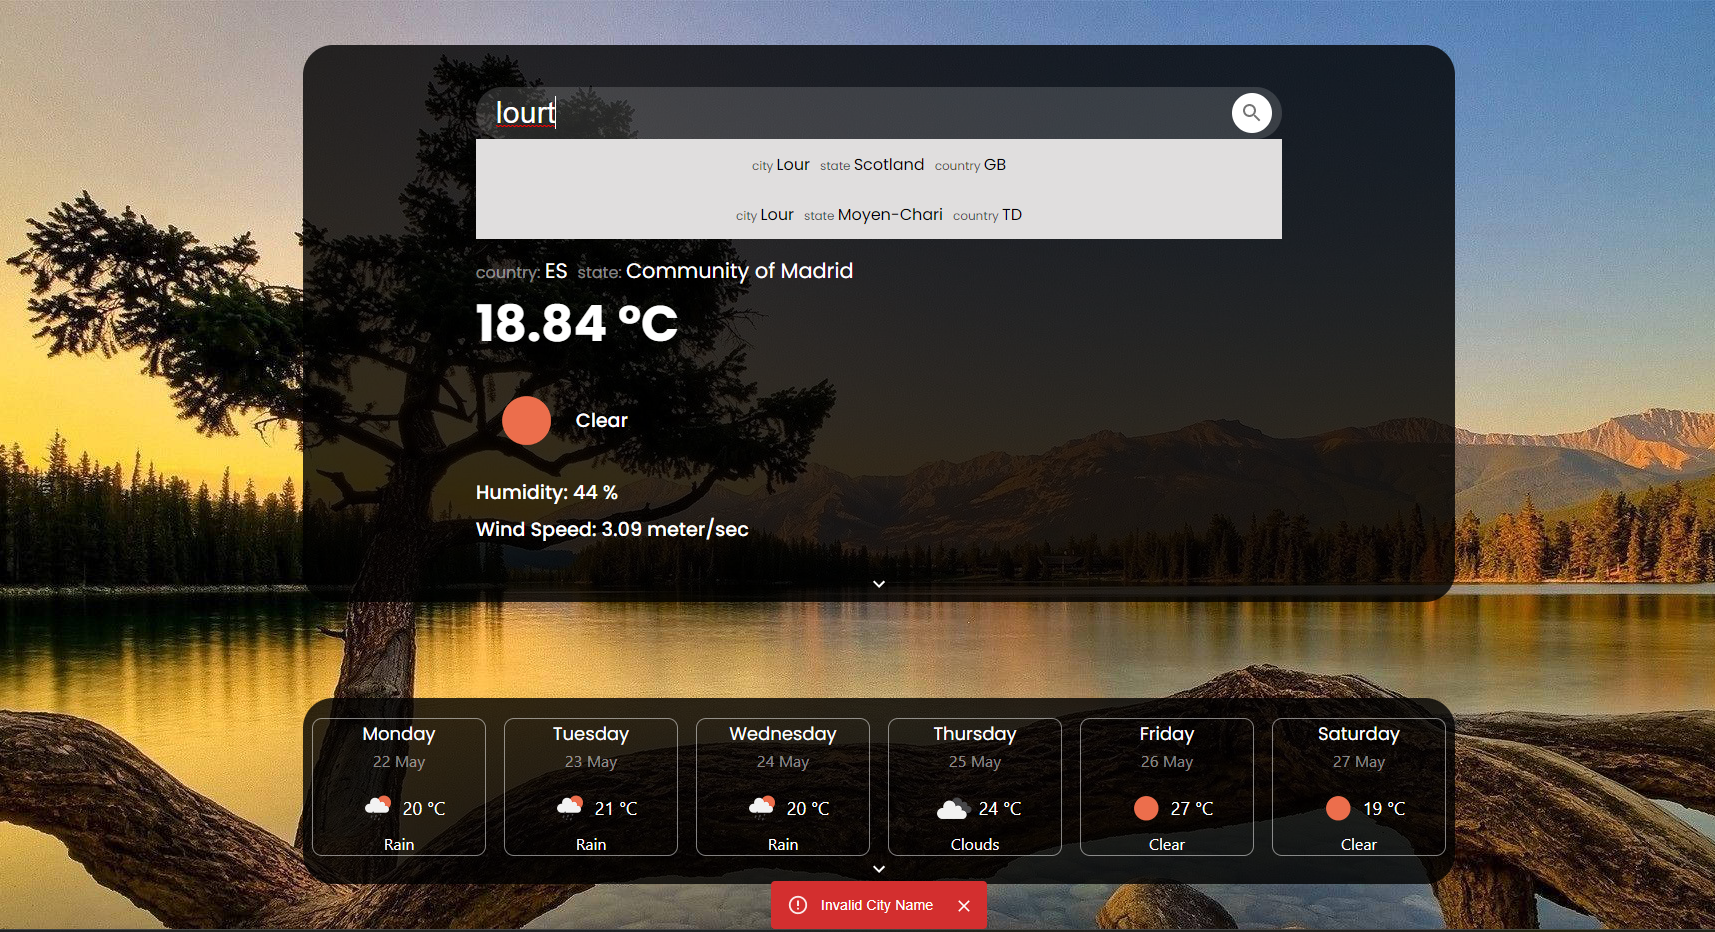 lourt
city Lour state Scotland country GB
city Lour state Moyen-Chari country TD
country: ES state: Community of Madrid
18.84 °C
Clear
Humidity: 44 %
Wind Speed: 3.09 meter/sec
Monday
22 May
20 °C
Rain
Tuesday
23 May
21 °C
Rain
Wednesday
24 May
20 °C
Rain
Thursday
25 May
24 °C
Clouds
Friday
26 May
27 °C
Clear
Saturday
27 May
19 °C
Clear
Invalid City Name